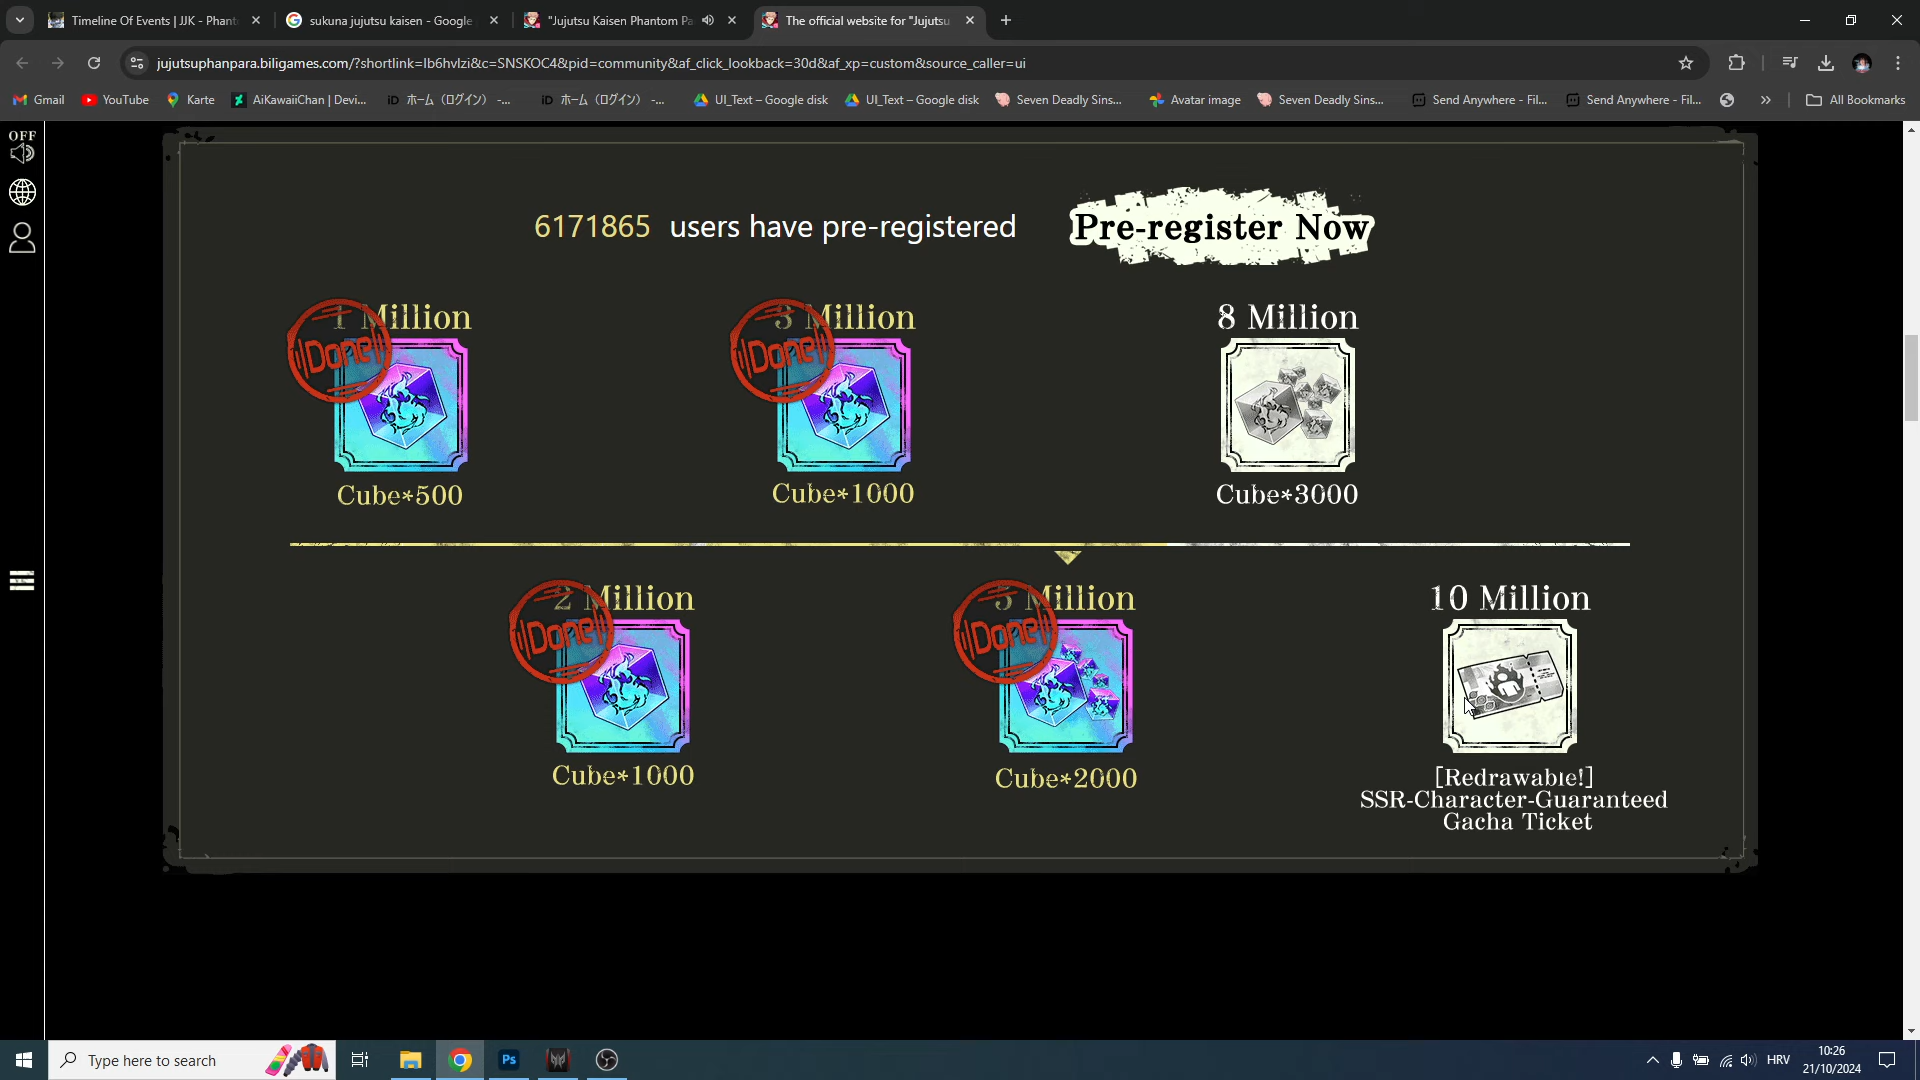 Timeline Of Events | JJK - Phant
sukuna jujutsu kaisen - Google
"Jujutsu Kaisen Phantom Pa
The official website for "Jujutsu
jujutsuphanpara.biligames.com/?shortlink=lb6hvlzi&c=SNSKOC4&pid=community&af_click_lookback=30d&af_xp=custom&source_caller=ui
Gmail
YouTube
Karte
AiKawaiiChan | Devi...
iD ホーム（ログイン） -...
iD ホーム（ログイン） -...
UI_Text – Google disk
UI_Text – Google disk
Seven Deadly Sins...
Avatar image
Seven Deadly Sins...
Send Anywhere - Fil...
Send Anywhere - Fil...
All Bookmarks
OFF
6171865 users have pre-registered
Pre-register Now
1 Million
3 Million
8 Million
Done
Done
Cube*500
Cube*1000
Cube*3000
2 Million
5 Million
10 Million
Done
Done
Cube*1000
Cube*2000
[Redrawable!]
SSR-Character-Guaranteed
Gacha Ticket
Type here to search
Ps
HRV
10:26
21/10/2024